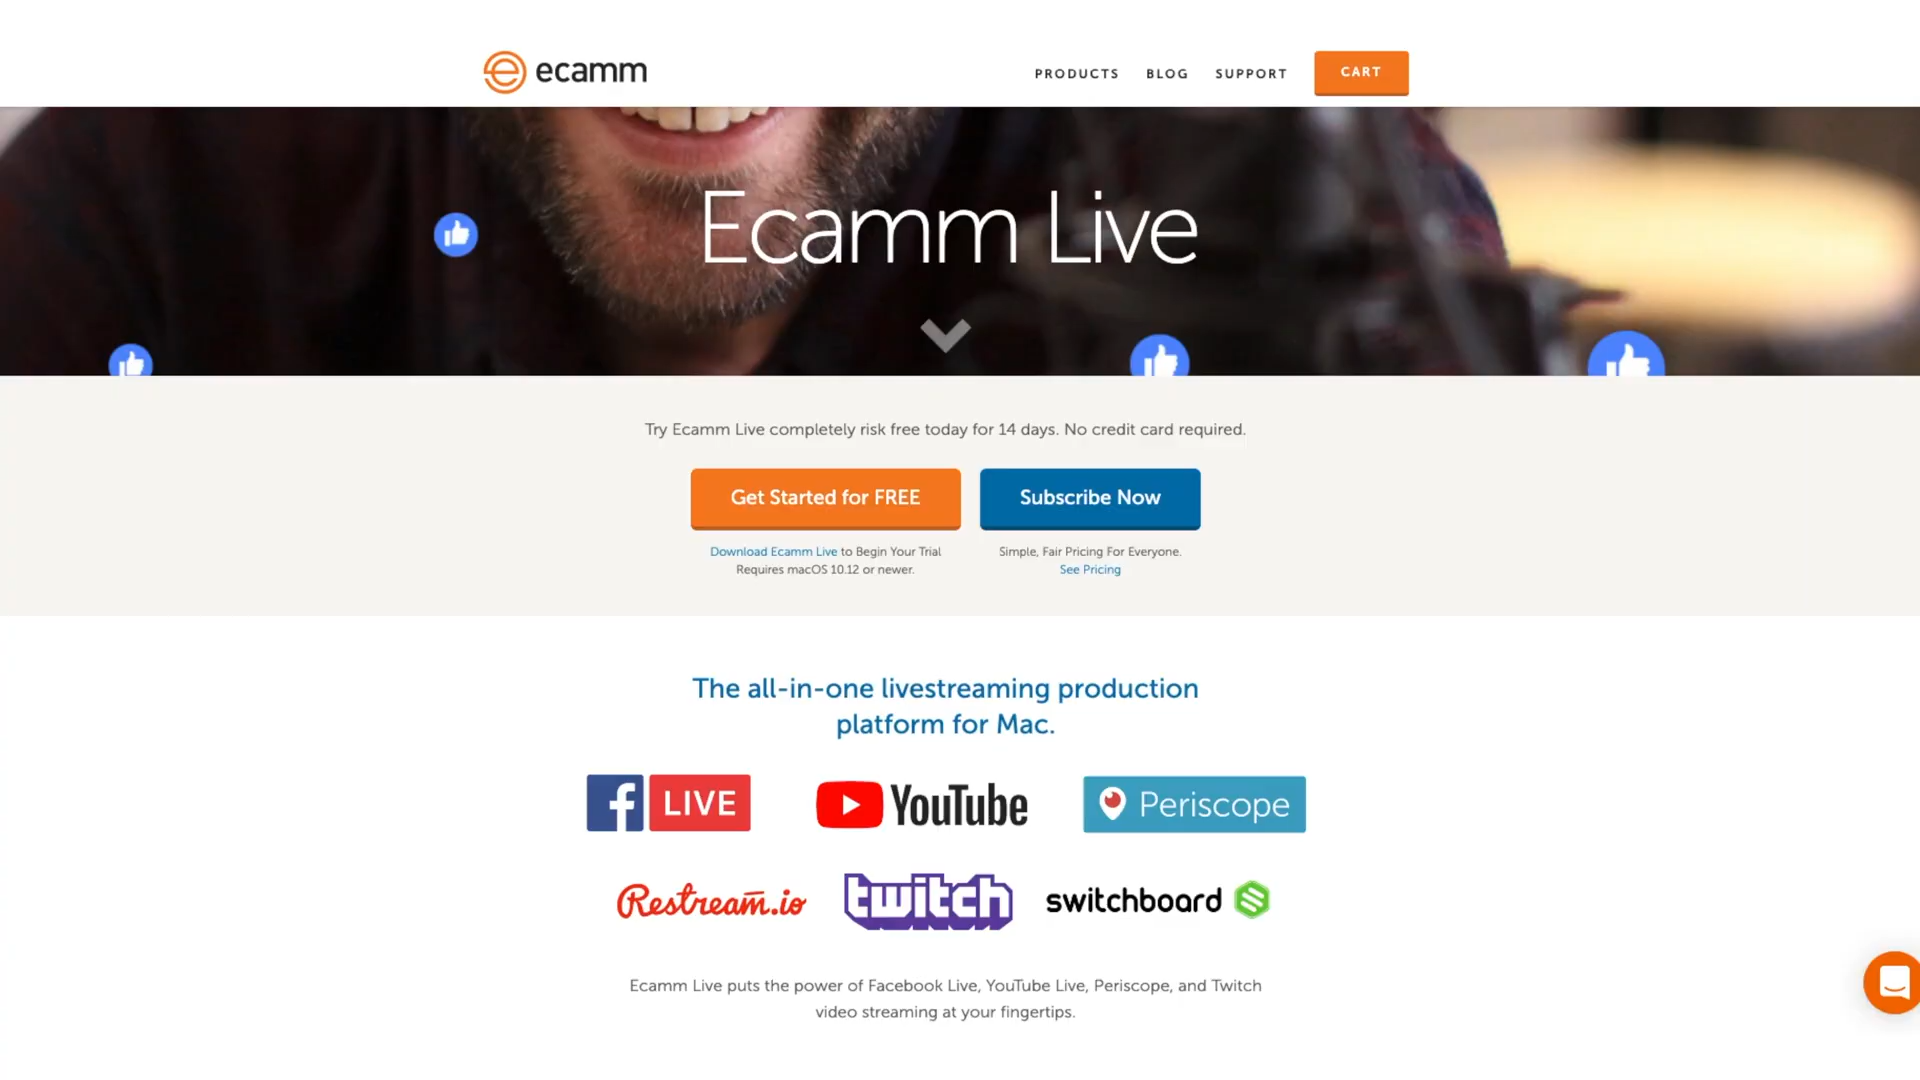 ecamm
PRODUCTS BLOG SUPPORT CART
Ecamm Live
Try Ecamm Live completely risk free today for 14 days. No credit card required.
Get Started for FREE
Subscribe Now
Download Ecamm Live to Begin Your Trial
Requires macOS 10.12 or newer.
Simple, Fair Pricing For Everyone.
See Pricing
The all-in-one livestreaming production
platform for Mac.
f LIVE
YouTube
Periscope
Restream.io
twitch
switchboard
Ecamm Live puts the power of Facebook Live, YouTube Live, Periscope, and Twitch
video streaming at your fingertips.